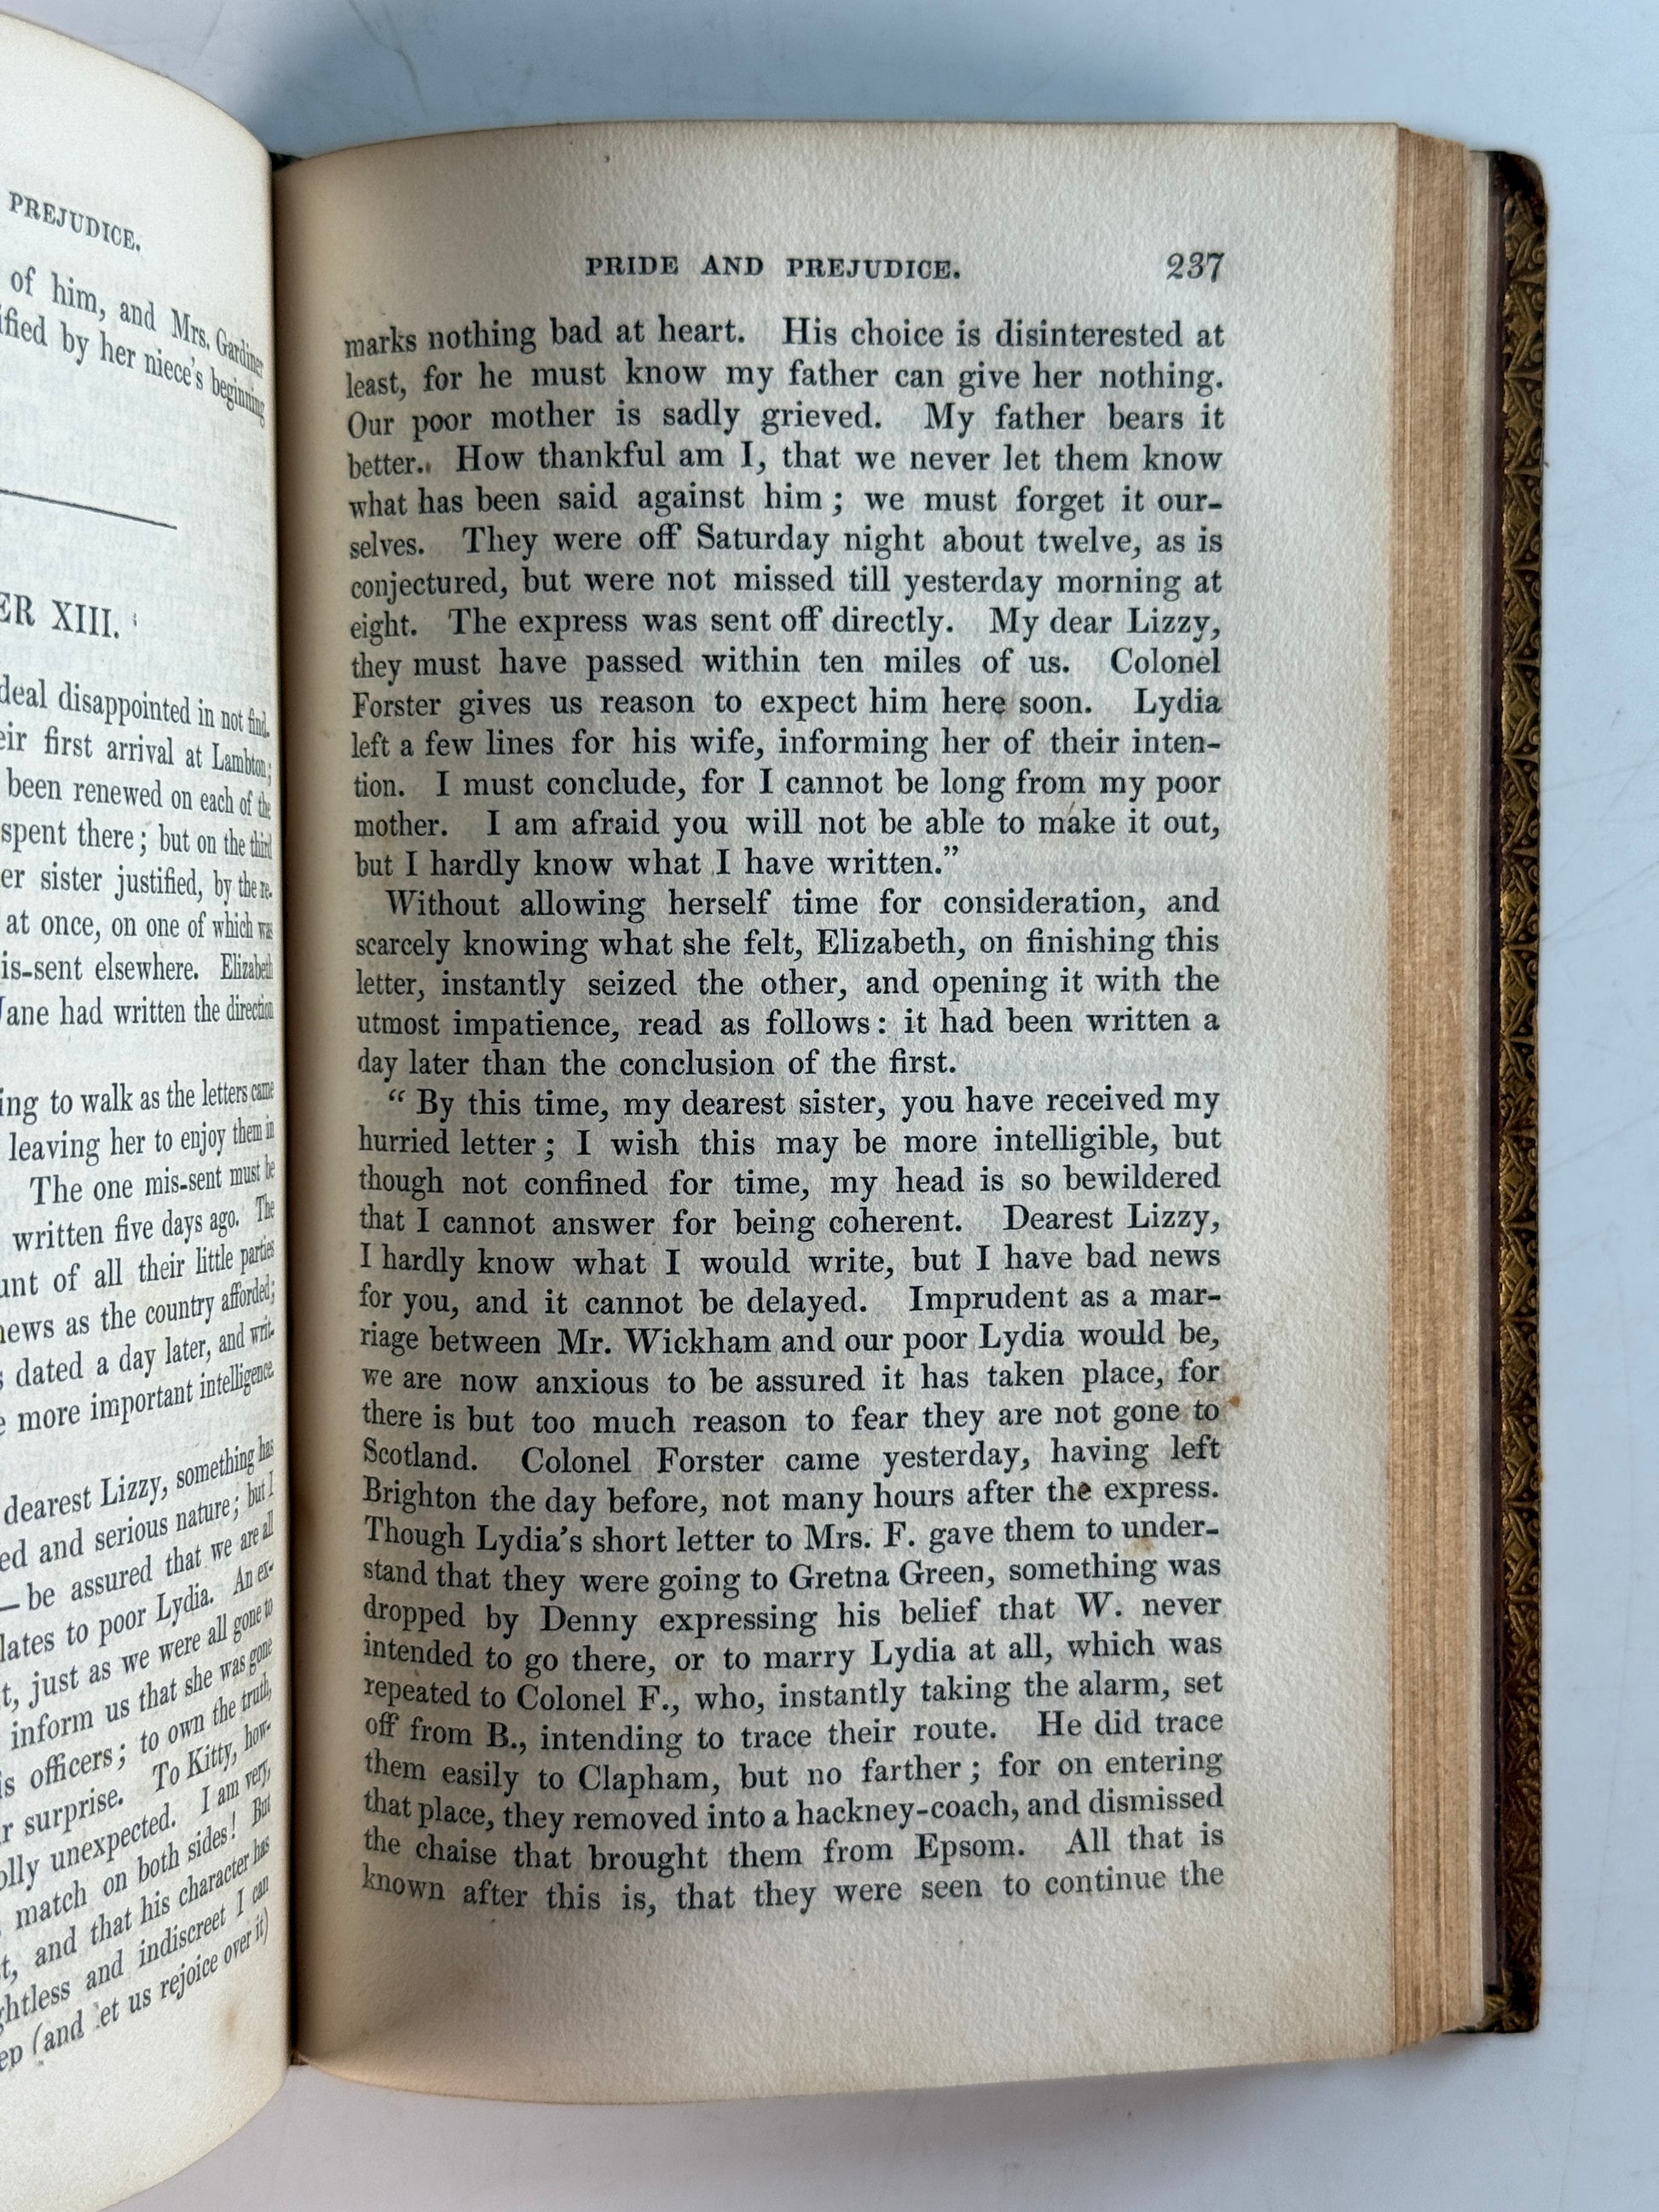 PREJUDICE.
of him, and Mrs. Gardiner
ified by her niece's beginning
ER XIII.
deal disappointed in not find-
eir first arrival at Lambton;
been renewed on each of the
spent there; but on the third
er sister justified, by the re-
at once, on one of which was
is-sent elsewhere. Elizabeth
Jane had written the direction
ing to walk as the letters came
leaving her to enjoy them in
The one mis-sent must be
written five days ago. The
unt of all their little parties
news as the country afforded;
s dated a day later, and writ-
e more important intelligence.
dearest Lizzy, something has
ed and serious nature; but I
—be assured that we are all
lates to poor Lydia. An ex-
t, just as we were all gone to
inform us that she was gone
is officers; to own the truth,
r surprise. To Kitty, how-
olly unexpected. I am very,
match on both sides! But
t, and that his character has
ghtless and indiscreet I can
ep (and let us rejoice over it)
PRIDE AND PREJUDICE. 237
marks nothing bad at heart. His choice is disinterested at
least, for he must know my father can give her nothing.
Our poor mother is sadly grieved. My father bears it
better. How thankful am I, that we never let them know
what has been said against him; we must forget it our-
selves. They were off Saturday night about twelve, as is
conjectured, but were not missed till yesterday morning at
eight. The express was sent off directly. My dear Lizzy,
they must have passed within ten miles of us. Colonel
Forster gives us reason to expect him here soon. Lydia
left a few lines for his wife, informing her of their inten-
tion. I must conclude, for I cannot be long from my poor
mother. I am afraid you will not be able to make it out,
but I hardly know what I have written.”
Without allowing herself time for consideration, and
scarcely knowing what she felt, Elizabeth, on finishing this
letter, instantly seized the other, and opening it with the
utmost impatience, read as follows: it had been written a
day later than the conclusion of the first.
“By this time, my dearest sister, you have received my
hurried letter; I wish this may be more intelligible, but
though not confined for time, my head is so bewildered
that I cannot answer for being coherent. Dearest Lizzy,
I hardly know what I would write, but I have bad news
for you, and it cannot be delayed. Imprudent as a mar-
riage between Mr. Wickham and our poor Lydia would be,
we are now anxious to be assured it has taken place, for
there is but too much reason to fear they are not gone to
Scotland. Colonel Forster came yesterday, having left
Brighton the day before, not many hours after the express.
Though Lydia’s short letter to Mrs. F. gave them to under-
stand that they were going to Gretna Green, something was
dropped by Denny expressing his belief that W. never
intended to go there, or to marry Lydia at all, which was
repeated to Colonel F., who, instantly taking the alarm, set
off from B., intending to trace their route. He did trace
them easily to Clapham, but no farther; for on entering
that place, they removed into a hackney-coach, and dismissed
the chaise that brought them from Epsom. All that is
known after this is, that they were seen to continue the